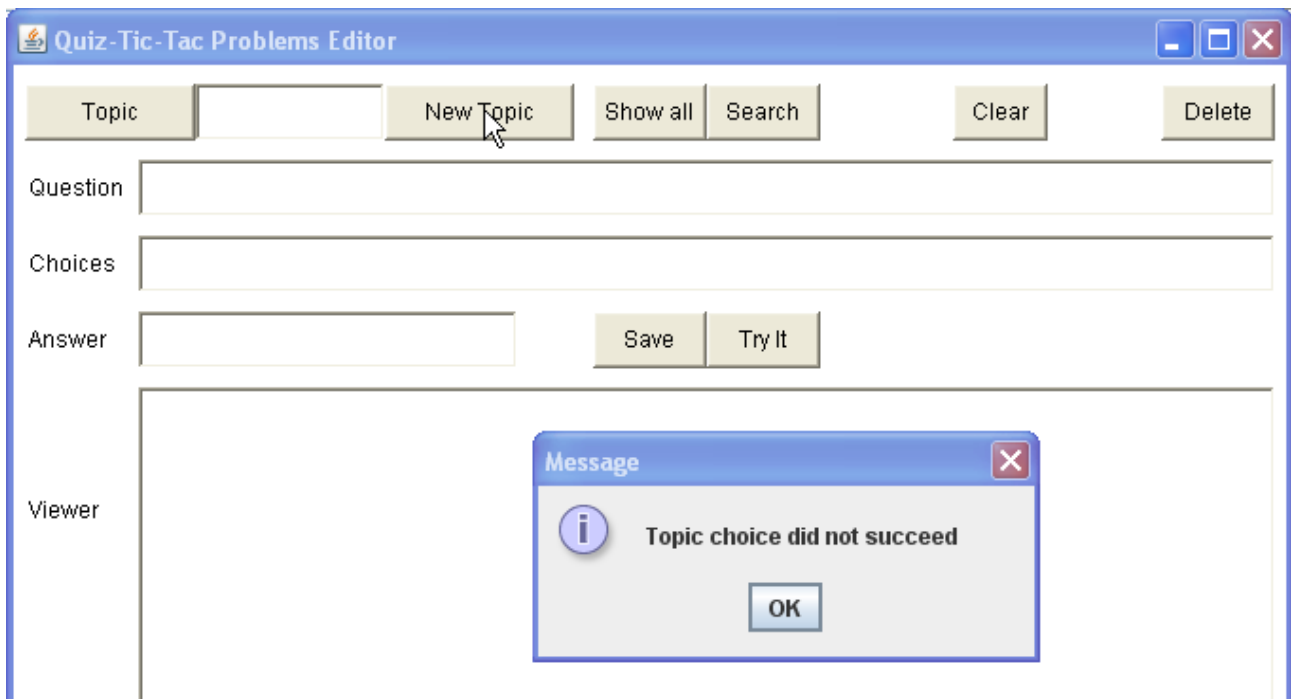 Quiz-Tic-Tac Problems Editor
Topic New Topic Show all Search Clear Delete
Question
Choices
Answer Save Try It
Message
Topic choice did not succeed
Viewer
OK